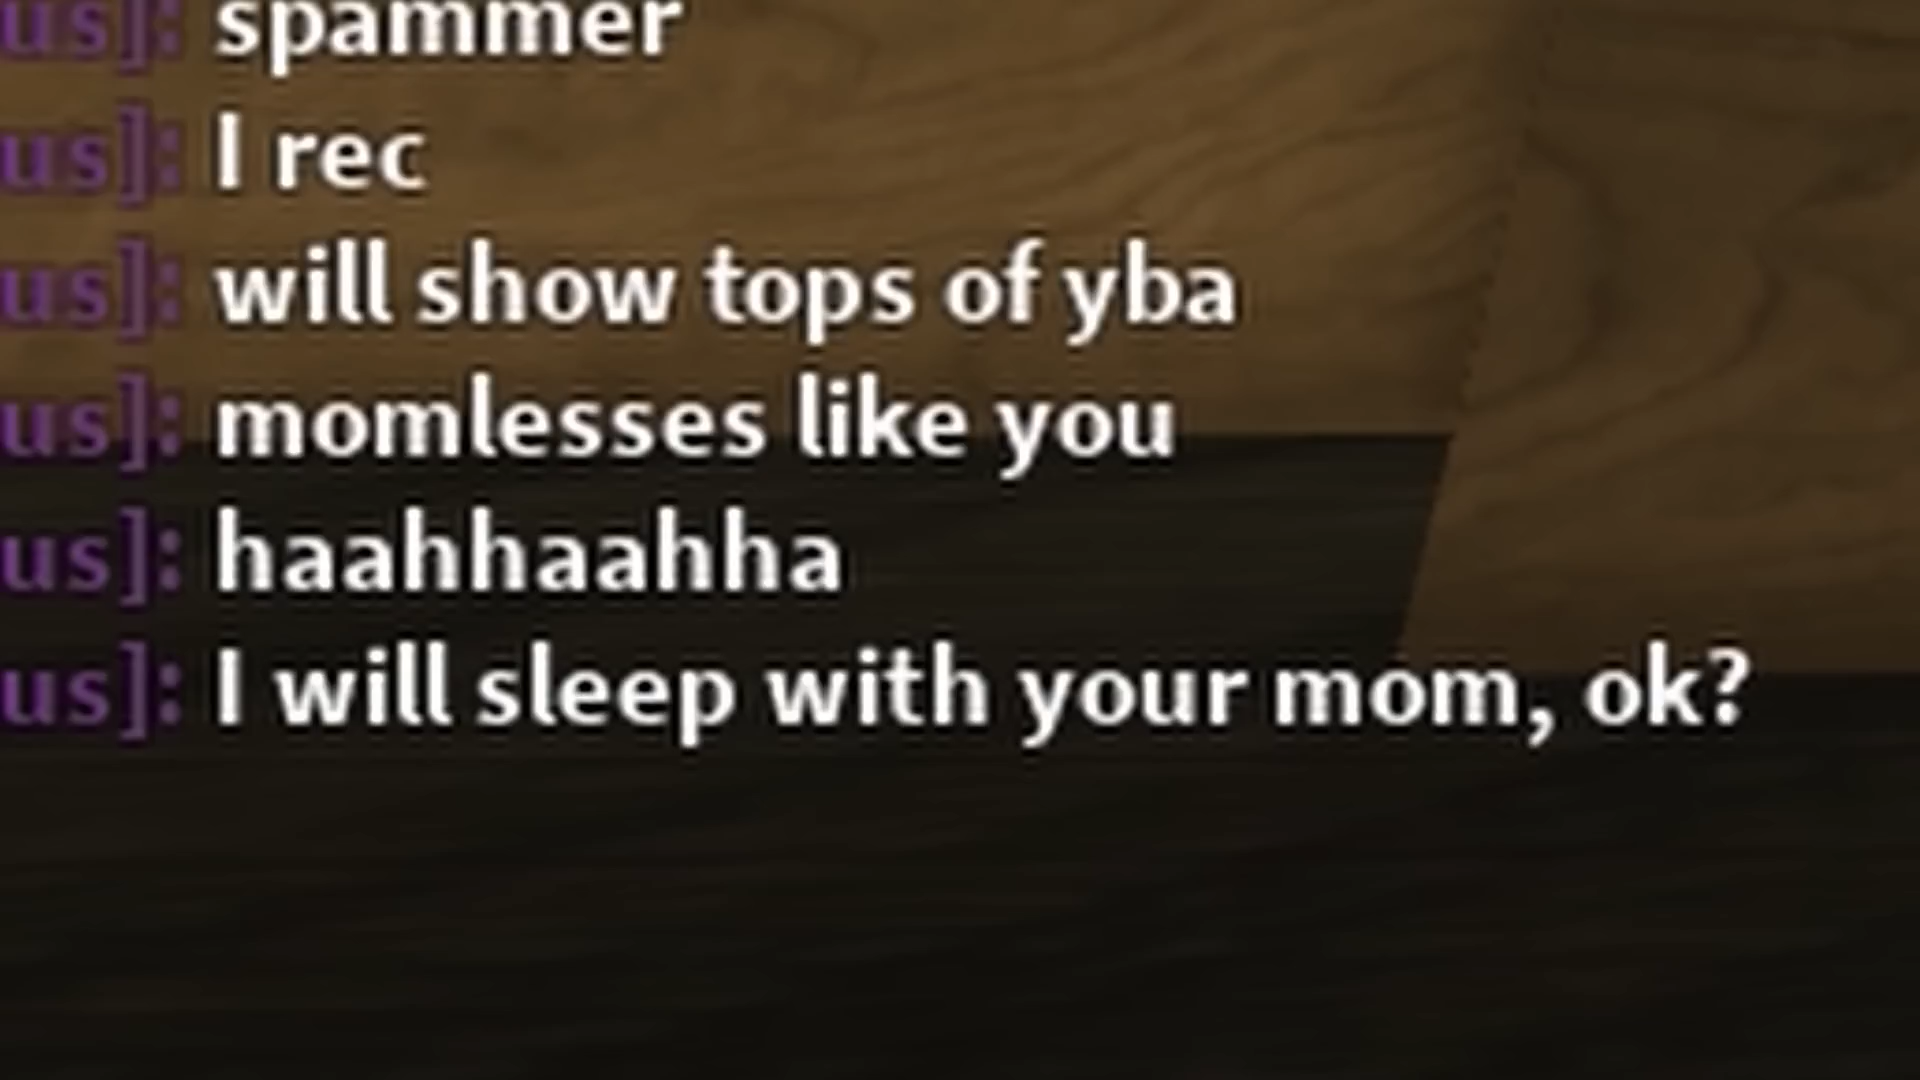 us]: spammer
us]: I rec
us]: will show tops of yba
us]: momlesses like you
us]: haahhaahha
us]: I will sleep with your mom, ok?